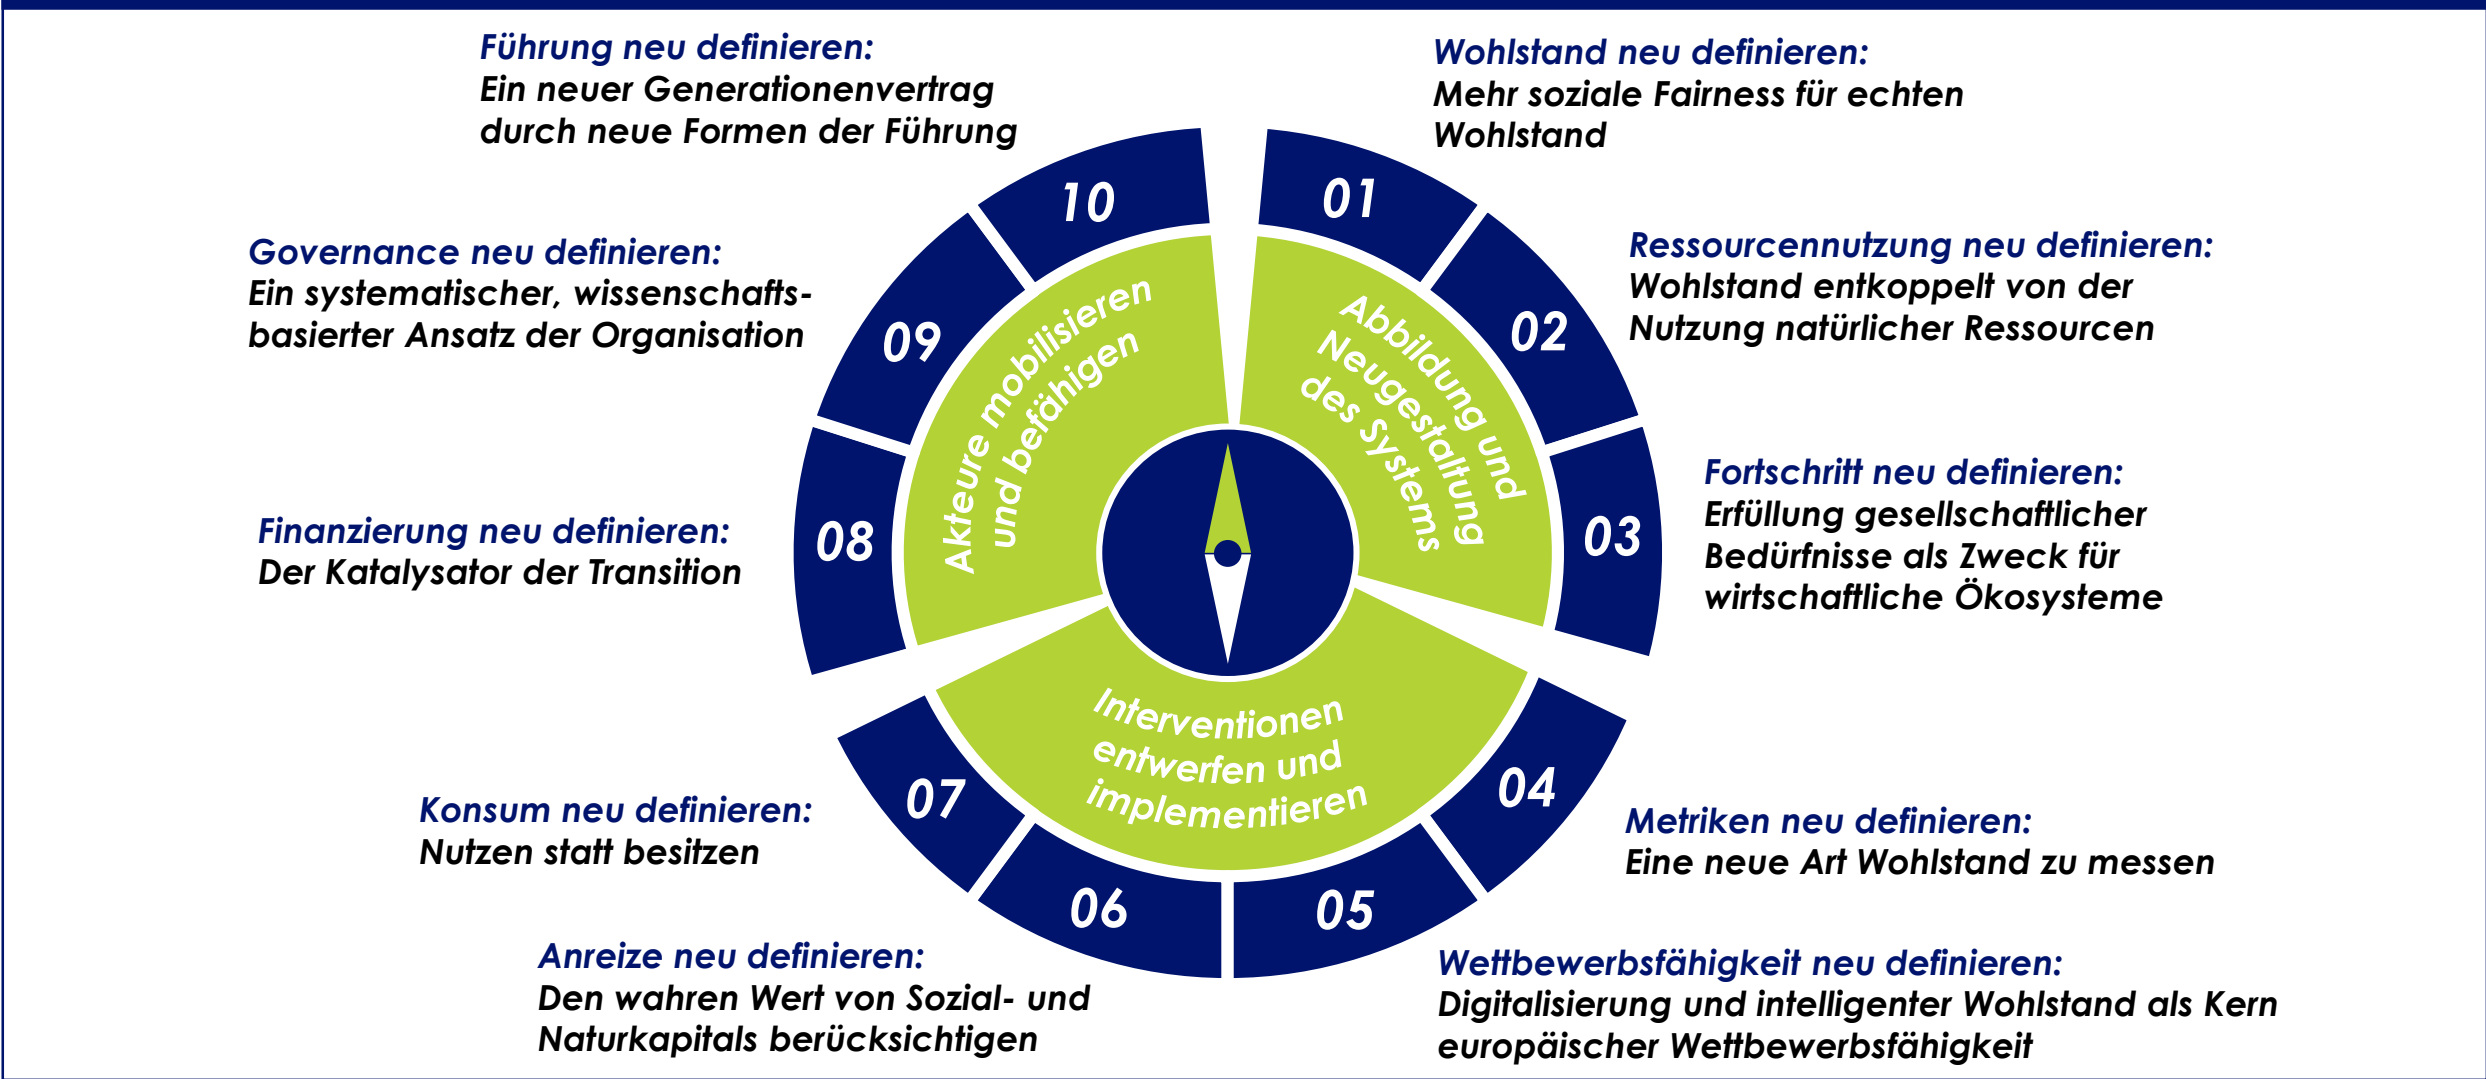 Führung neu definieren:
Ein neuer Generationenvertrag
durch neue Formen der Führung
Wohlstand neu definieren:
Mehr soziale Fairness für echten
Wohlstand
10
01
Governance neu definieren:
Ein systematischer, wissenschafts-
basierter Ansatz der Organisation
Ressourcennutzung neu definieren:
Wohlstand entkoppelt von der
Nutzung natürlicher Ressourcen
09
02
Akteure mobilisieren
und befähigen
Abbildung und
Neugestaltung
des Systems
Finanzierung neu definieren:
Der Katalysator der Transition
08
03
Fortschritt neu definieren:
Erfüllung gesellschaftlicher
Bedürfnisse als Zweck für
wirtschaftliche Ökosysteme
Interventionen
entwerfen und
implementieren
Konsum neu definieren:
Nutzen statt besitzen
07
04
Metriken neu definieren:
Eine neue Art Wohlstand zu messen
06
05
Anreize neu definieren:
Den wahren Wert von Sozial- und
Naturkapitals berücksichtigen
Wettbewerbsfähigkeit neu definieren:
Digitalisierung und intelligenter Wohlstand als Kern
europäischer Wettbewerbsfähigkeit